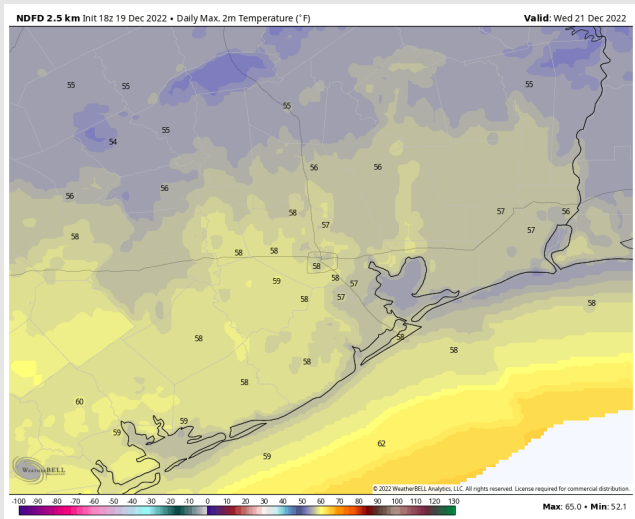 NDFD 2.5 km Init 18z 19 Dec 2022 • Daily Max. 2m Temperature (°F) Valid: Wed 21 Dec 2022
55 55 55
55
55
54
56 56
56
56
58 57 56
57
58 57
58 58
58
59 58 57
58 57
58
58
58 58
58
58
60
59 59
62
59
WEATHERBELL
© 2022 WeatherBELL Analytics, LLC. All rights reserved. License required for commercial distribution.
-100 -90 -80 -70 -60 -50 -40 -30 -20 -10 0 10 20 30 40 50 60 70 80 90 100 110 120 130
Max: 65.0 • Min: 52.1